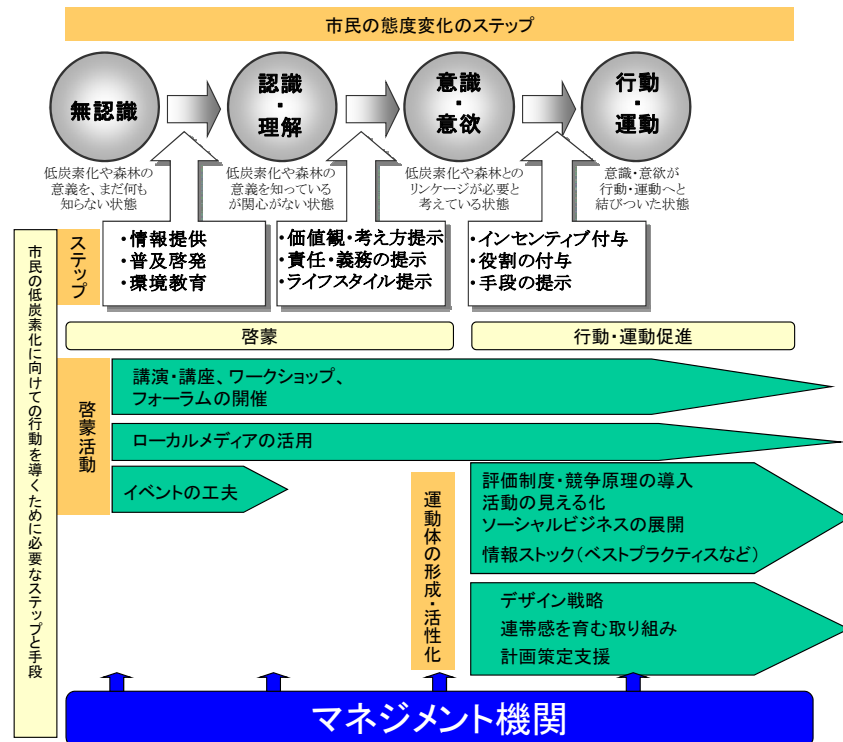 市民の態度変化のステップ
無認識
認識
・
理解
意識
・
意欲
行動
・
運動
低炭素化や森林の
意義を、まだ何も
知らない状態
低炭素化や森林の
意義を知っている
が関心がない状態
低炭素化や森林との
リンケージが必要と
考えている状態
意識・意欲が
行動・運動へと
結びついた状態
市民の低炭素化に向けての行動を導くために必要なステップと手段
ステップ
・情報提供
・普及啓発
・環境教育
・価値観・考え方提示
・責任・義務の提示
・ライフスタイル提示
・インセンティブ付与
・役割の付与
・手段の提示
啓蒙
行動・運動促進
啓蒙活動
講演・講座、ワークショップ、
フォーラムの開催
ローカルメディアの活用
イベントの工夫
運動体の形成・活性化
評価制度・競争原理の導入
活動の見える化
ソーシャルビジネスの展開
情報ストック(ベストプラクティスなど)
デザイン戦略
連帯感を育む取り組み
計画策定支援
マネジメント機関